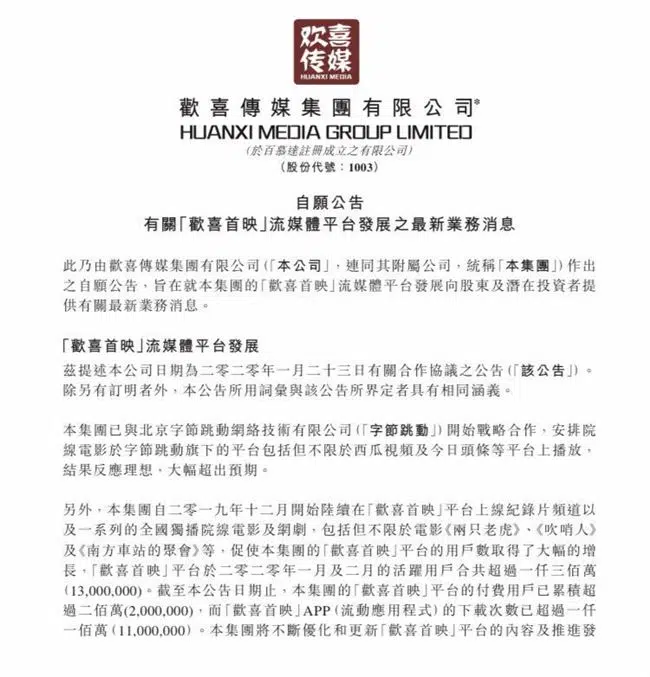 欢喜
传媒
HUANXI MEDIA
歡喜傳媒集團有限公司*
HUANXI MEDIA GROUP LIMITED
(於百慕達註冊成立之有限公司)
(股份代號：1003)
自願公告
有關「歡喜首映」流媒體平台發展之最新業務消息
此乃由歡喜傳媒集團有限公司(「本公司」，連同其附屬公司，統稱「本集團」)作出
之自願公告，旨在就本集團的「歡喜首映」流媒體平台發展向股東及潛在投資者提
供有關最新業務消息。
「歡喜首映」流媒體平台發展
茲提述本公司日期為二零二零年一月二十三日有關合作協議之公告(「該公告」)。
除另有訂明者外，本公告所用詞彙與該公告所界定者具有相同涵義。
本集團已與北京字節跳動網絡技術有限公司(「字節跳動」)開始戰略合作，安排院
線電影於字節跳動旗下的平台包括但不限於西瓜視頻及今日頭條等平台上播放，
結果反應理想，大幅超出預期。
另外，本集團自二零一九年十二月開始陸續在「歡喜首映」平台上線紀錄片頻道以
及一系列的全國獨播院線電影及網劇，包括但不限於電影《兩只老虎》、《吹哨人》
及《南方車站的聚會》等，促使本集團的「歡喜首映」平台的用戶數取得了大幅的增
長，「歡喜首映」平台於二零二零年一月及二月的活躍用戶合共超過一仟三佰萬
(13,000,000)。截至本公告日期止，本集團的「歡喜首映」平台的付費用戶已累積超
過二佰萬(2,000,000)，而「歡喜首映」APP (流動應用程式) 的下載次數已超過一仟
一佰萬 (11,000,000) 。本集團將不斷優化和更新「歡喜首映」平台的內容及推進發